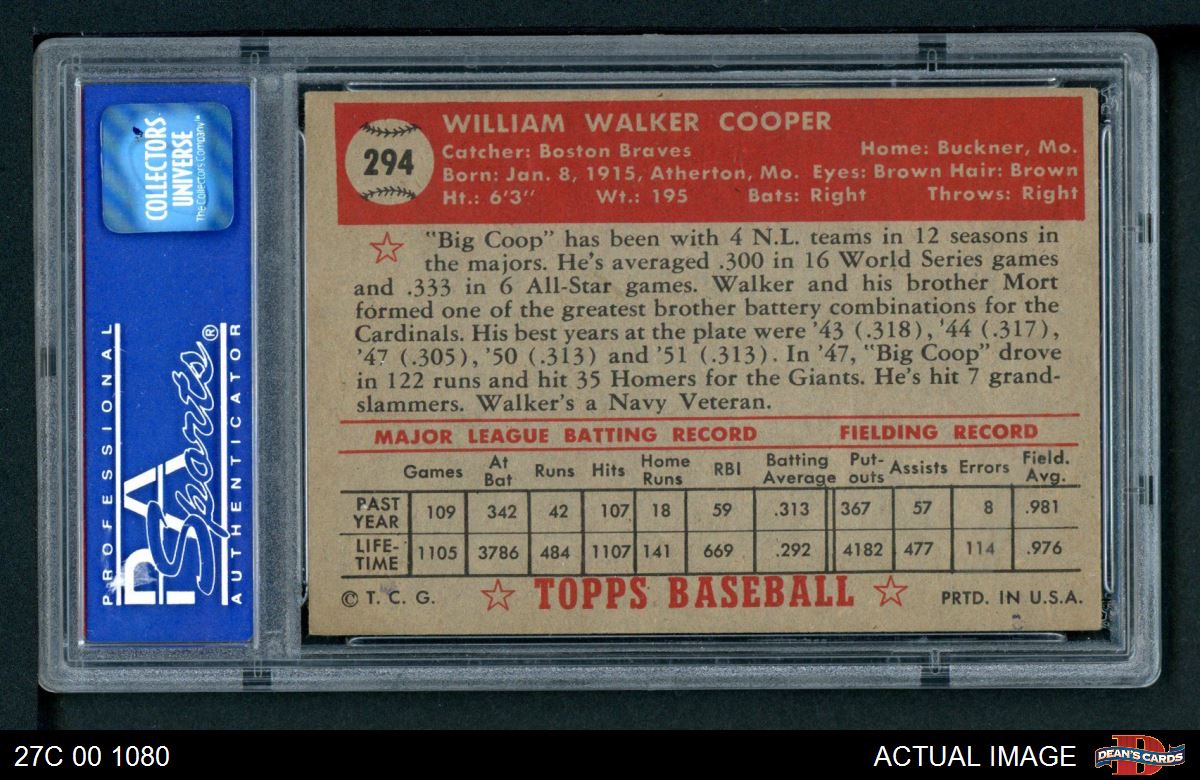 COLLECTORS
UNIVERSE
The Collectors Company™
PROFESSIONAL
PSA
Sports®
AUTHENTICATOR
294
WILLIAM WALKER COOPER
Catcher: Boston Braves Home: Buckner, Mo.
Born: Jan. 8, 1915, Atherton, Mo. Eyes: Brown Hair: Brown
Ht.: 6'3" Wt.: 195 Bats: Right Throws: Right
"Big Coop" has been with 4 N.L. teams in 12 seasons in
the majors. He's averaged .300 in 16 World Series games
and .333 in 6 All-Star games. Walker and his brother Mort
formed one of the greatest brother battery combinations for the
Cardinals. His best years at the plate were '43 (.318), '44 (.317),
'47 (.305), '50 (.313) and '51 (.313). In '47, "Big Coop" drove
in 122 runs and hit 35 Homers for the Giants. He's hit 7 grand-
slammers. Walker's a Navy Veteran.
MAJOR LEAGUE BATTING RECORD FIELDING RECORD
Games At Bat Runs Hits Home Runs RBI Batting Average Put-outs Assists Errors Field. Avg.
PAST YEAR 109 342 42 107 18 59 .313 367 57 8 .981
LIFE-TIME 1105 3786 484 1107 141 669 .292 4182 477 114 .976
© T. C. G. TOPPS BASEBALL PRTD. IN U.S.A.
27C 00 1080 ACTUAL IMAGE DEAN'S CARDS